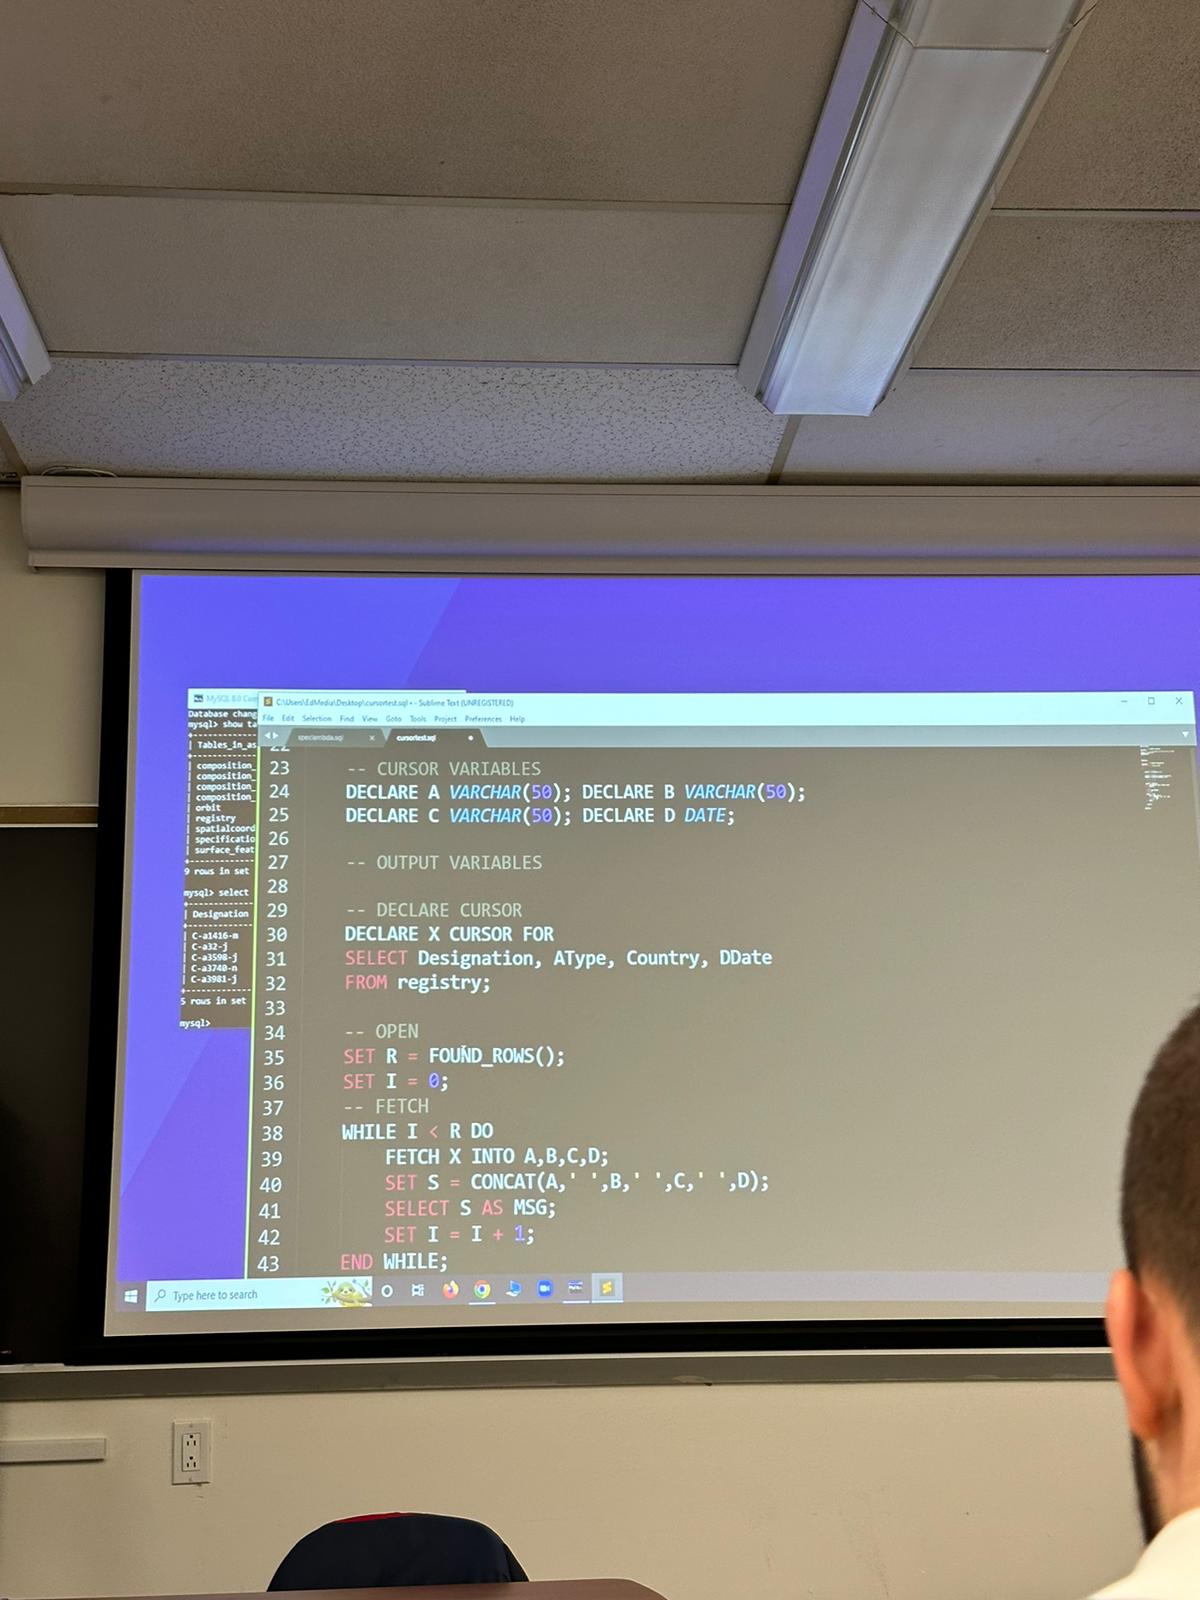 MySQL 8.0 Com
Database chang
mysql> show ta
| Tables_in_as
| composition_
| composition_
| composition_
| composition_
| orbit
| registry
| spatialcoord
| specificatio
| surface_feat
9 rows in set
mysql> select
| Designation
| C-a1416-m
| C-a32-j
| C-a3598-j
| C-a3740-n
| C-a3981-j
5 rows in set
mysql>
C:\Users\EdMedia\Desktop\cursortest.sql • - Sublime Text (UNREGISTERED)
File Edit Selection Find View Goto Tools Project Preferences Help
cursortest.sql
22
23 -- CURSOR VARIABLES
24 DECLARE A VARCHAR(50); DECLARE B VARCHAR(50);
25 DECLARE C VARCHAR(50); DECLARE D DATE;
26
27 -- OUTPUT VARIABLES
28
29 -- DECLARE CURSOR
30 DECLARE X CURSOR FOR
31 SELECT Designation, AType, Country, DDate
32 FROM registry;
33
34 -- OPEN
35 SET R = FOUND_ROWS();
36 SET I = 0;
37 -- FETCH
38 WHILE I < R DO
39 FETCH X INTO A,B,C,D;
40 SET S = CONCAT(A,' ',B,' ',C,' ',D);
41 SELECT S AS MSG;
42 SET I = I + 1;
43 END WHILE;
Type here to search